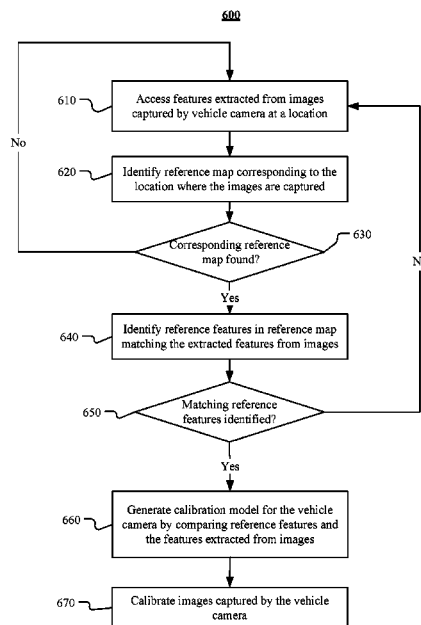 600
610
Access features extracted from images
captured by vehicle camera at a location
No
620
Identify reference map corresponding to the
location where the images are captured
Corresponding reference
map found?
630
N
Yes
640
Identify reference features in reference map
matching the extracted features from images
650
Matching reference
features identified?
Yes
660
Generate calibration model for the vehicle
camera by comparing reference features and
the features extracted from images
670
Calibrate images captured by the vehicle
camera